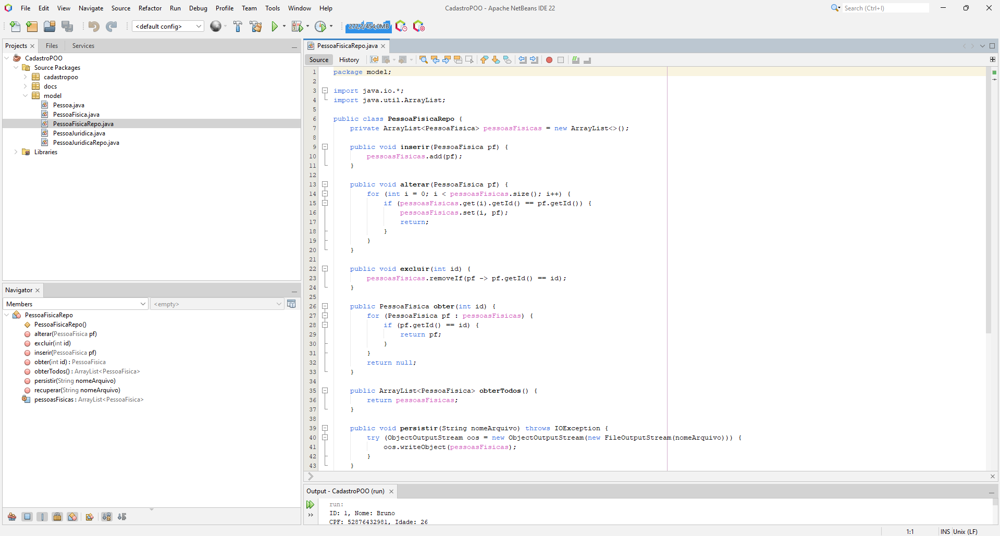 File Edit View Navigate Source Refactor Run Debug Profile Team Tools Window Help
CadastroPOO - Apache NetBeans IDE 22
Search (Ctrl+I)
<default config>
272,2/454,0MB
Projects
Files
Services
CadastroPOO
Source Packages
cadastropoo
docs
model
Pessoa.java
PessoaFisica.java
PessoaFisicaRepo.java
PessoaJuridica.java
PessoaJuridicaRepo.java
Libraries
Navigator
Members
<empty>
PessoaFisicaRepo
PessoaFisicaRepo()
alterar(PessoaFisica pf)
excluir(int id)
inserir(PessoaFisica pf)
obter(int id) : PessoaFisica
obterTodos() : ArrayList<PessoaFisica>
persistir(String nomeArquivo)
recuperar(String nomeArquivo)
pessoasFisicas : ArrayList<PessoaFisica>
PessoaFisicaRepo.java
Source History
1 package model;
2
3 import java.io.*;
4 import java.util.ArrayList;
5
6 public class PessoaFisicaRepo {
7 private ArrayList<PessoaFisica> pessoasFisicas = new ArrayList<>();
8
9 public void inserir(PessoaFisica pf) {
10 pessoasFisicas.add(pf);
11 }
12
13 public void alterar(PessoaFisica pf) {
14 for (int i = 0; i < pessoasFisicas.size(); i++) {
15 if (pessoasFisicas.get(i).getId() == pf.getId()) {
16 pessoasFisicas.set(i, pf);
17 return;
18 }
19 }
20 }
21
22 public void excluir(int id) {
23 pessoasFisicas.removeIf(pf -> pf.getId() == id);
24 }
25
26 public PessoaFisica obter(int id) {
27 for (PessoaFisica pf : pessoasFisicas) {
28 if (pf.getId() == id) {
29 return pf;
30 }
31 }
32 return null;
33 }
34
35 public ArrayList<PessoaFisica> obterTodos() {
36 return pessoasFisicas;
37 }
38
39 public void persistir(String nomeArquivo) throws IOException {
40 try (ObjectOutputStream oos = new ObjectOutputStream(new FileOutputStream(nomeArquivo))) {
41 oos.writeObject(pessoasFisicas);
42 }
43 }
Output - CadastroPOO (run)
run:
ID: 1, Nome: Bruno
CPF: 52876432981, Idade: 26
1:1
INS
Unix (LF)